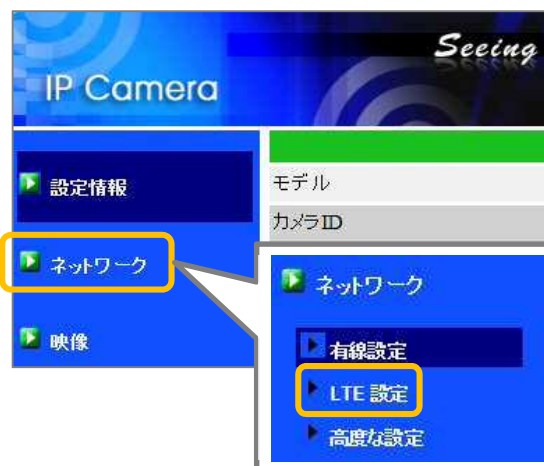 Seeing
IP Camera
設定情報
モデル
カメラID
ネットワーク
映像
ネットワーク
有線設定
LTE 設定
高度な設定